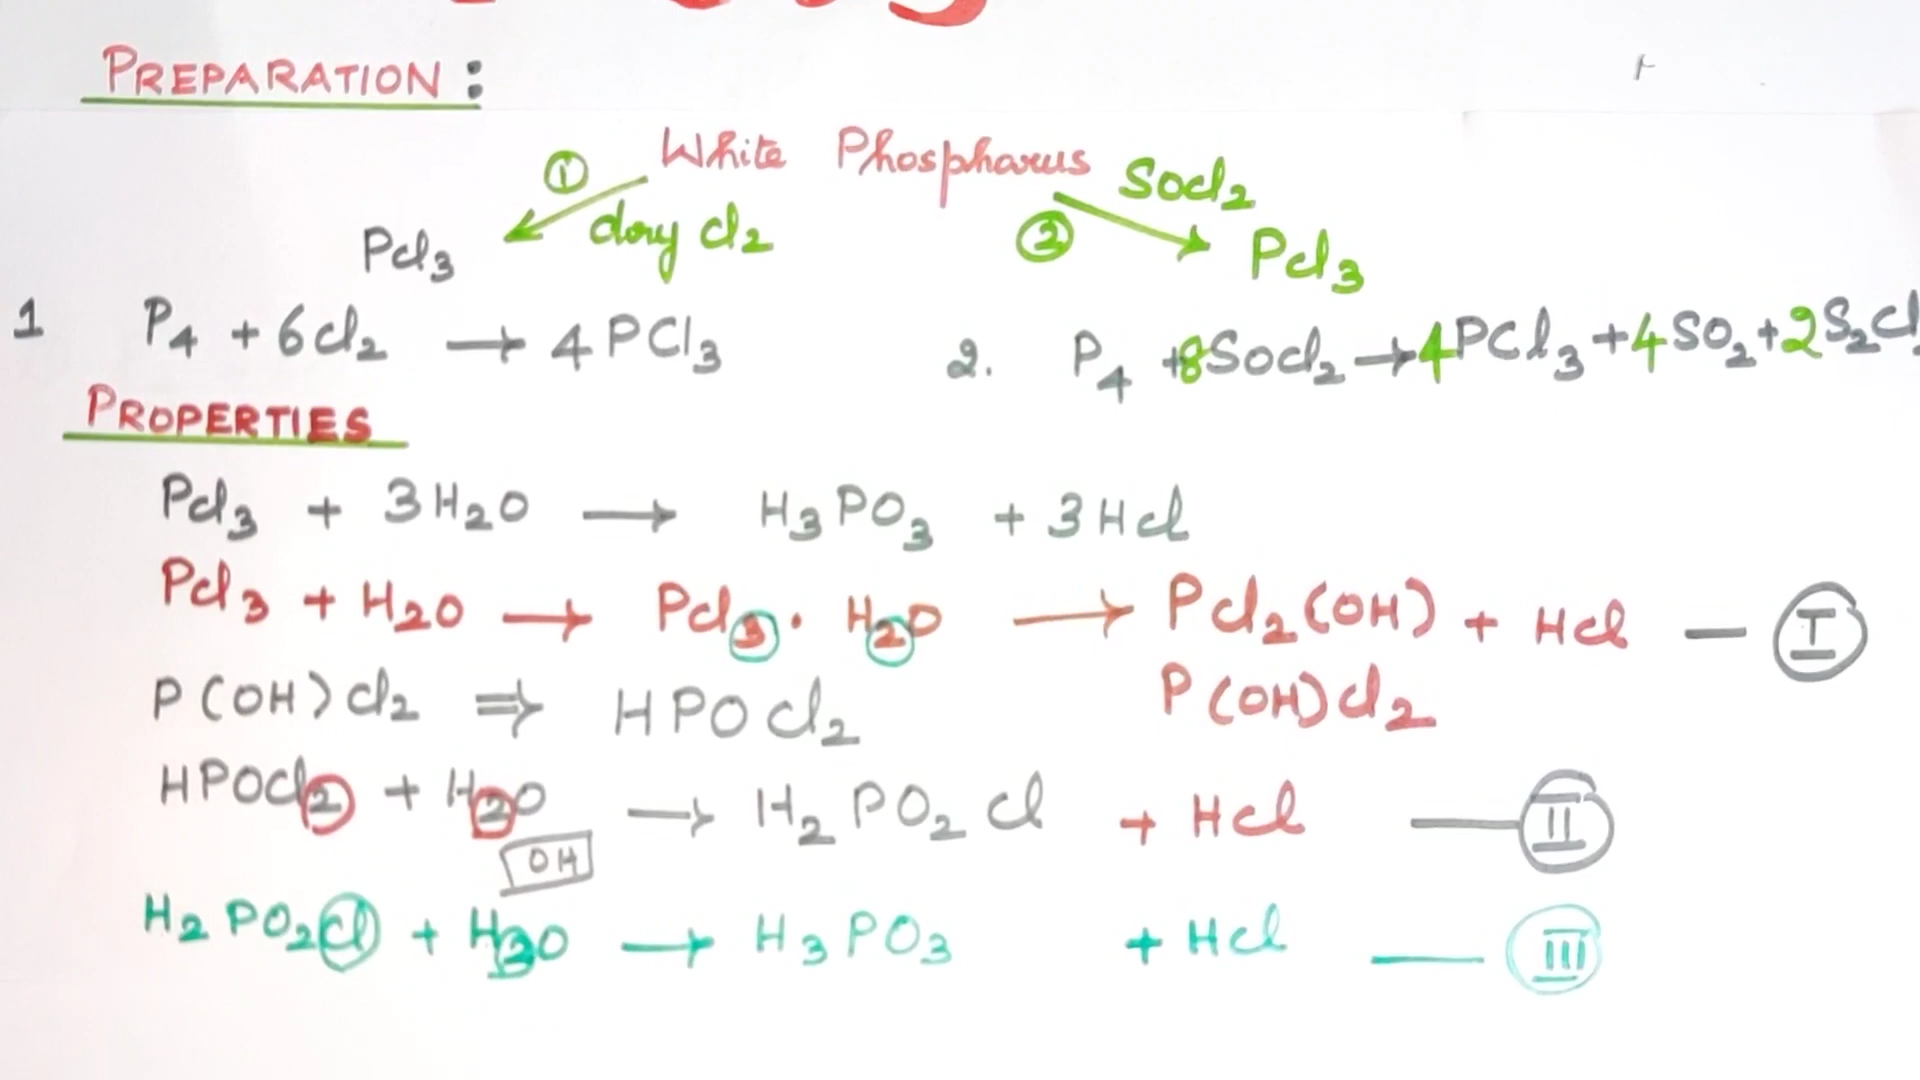 PREPARATION :
White Phosphorus
① dry Cl2
SOCl2
②
PCl3
PCl3
1 P4 + 6Cl2 → 4 PCl3
2. P4 + 8SOCl2 → 4PCl3 + 4SO2 + 2S2Cl
PROPERTIES
PCl3 + 3H2O → H3PO3 + 3HCl
PCl3 + H2O → PCl3 · H2O → PCl2(OH) + HCl — I
P(OH)Cl2 ⇒ HPOCl2
P(OH)Cl2
HPOCl2 + H2O → H2PO2Cl + HCl — II
OH
H2PO2Cl + H2O → H3PO3 + HCl — III